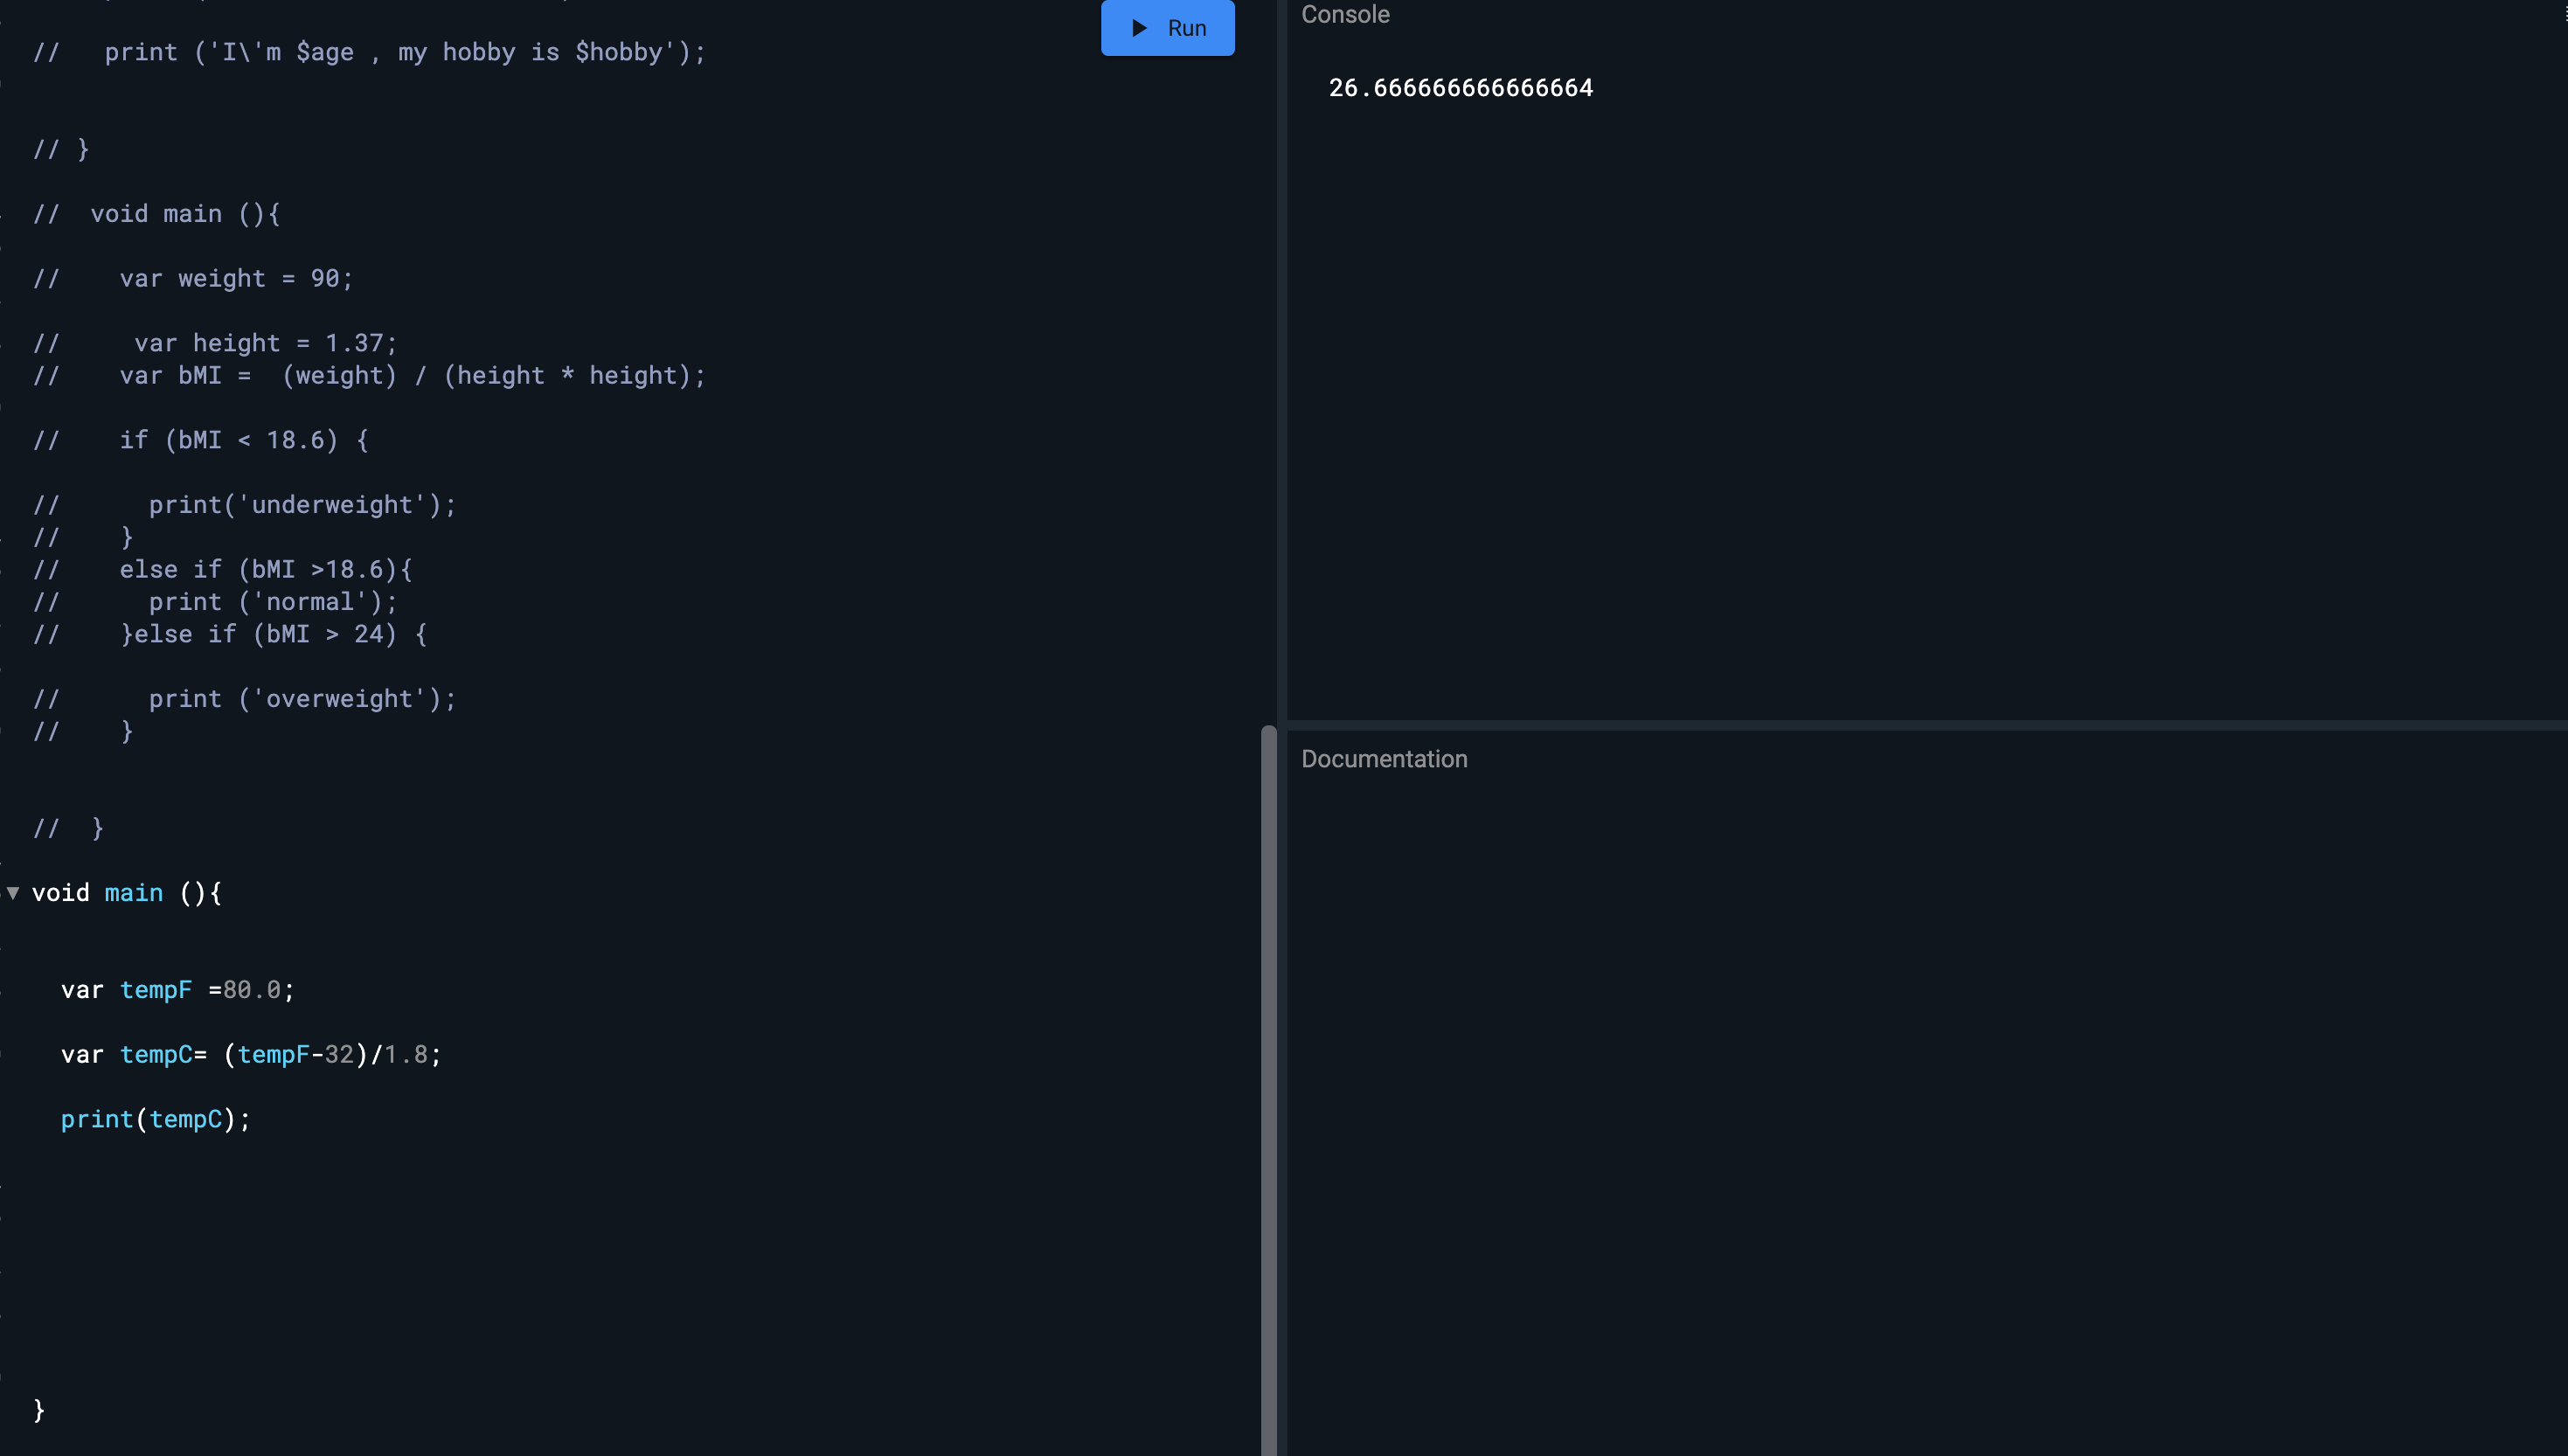 //   print ('I\'m $age , my hobby is $hobby');
// }
//  void main (){
//    var weight = 90;
//     var height = 1.37;
//    var bMI =  (weight) / (height * height);
//    if (bMI < 18.6) {
//      print('underweight');
//    }
//    else if (bMI >18.6){
//      print ('normal');
//    }else if (bMI > 24) {
//      print ('overweight');
//    }
//  }
void main (){
  var tempF =80.0;
  var tempC= (tempF-32)/1.8;
  print(tempC);
}
Run
Console
26.666666666666664
Documentation